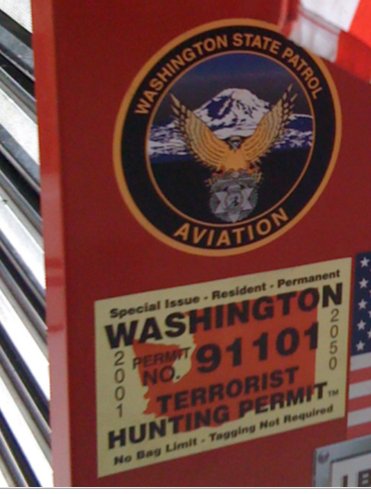 WASHINGTON STATE PATROL
AVIATION
Special Issue - Resident - Permanent
WASHINGTON
2001
PERMIT NO. 91101
2050
TERRORIST
HUNTING PERMIT™
No Bag Limit - Tagging Not Required